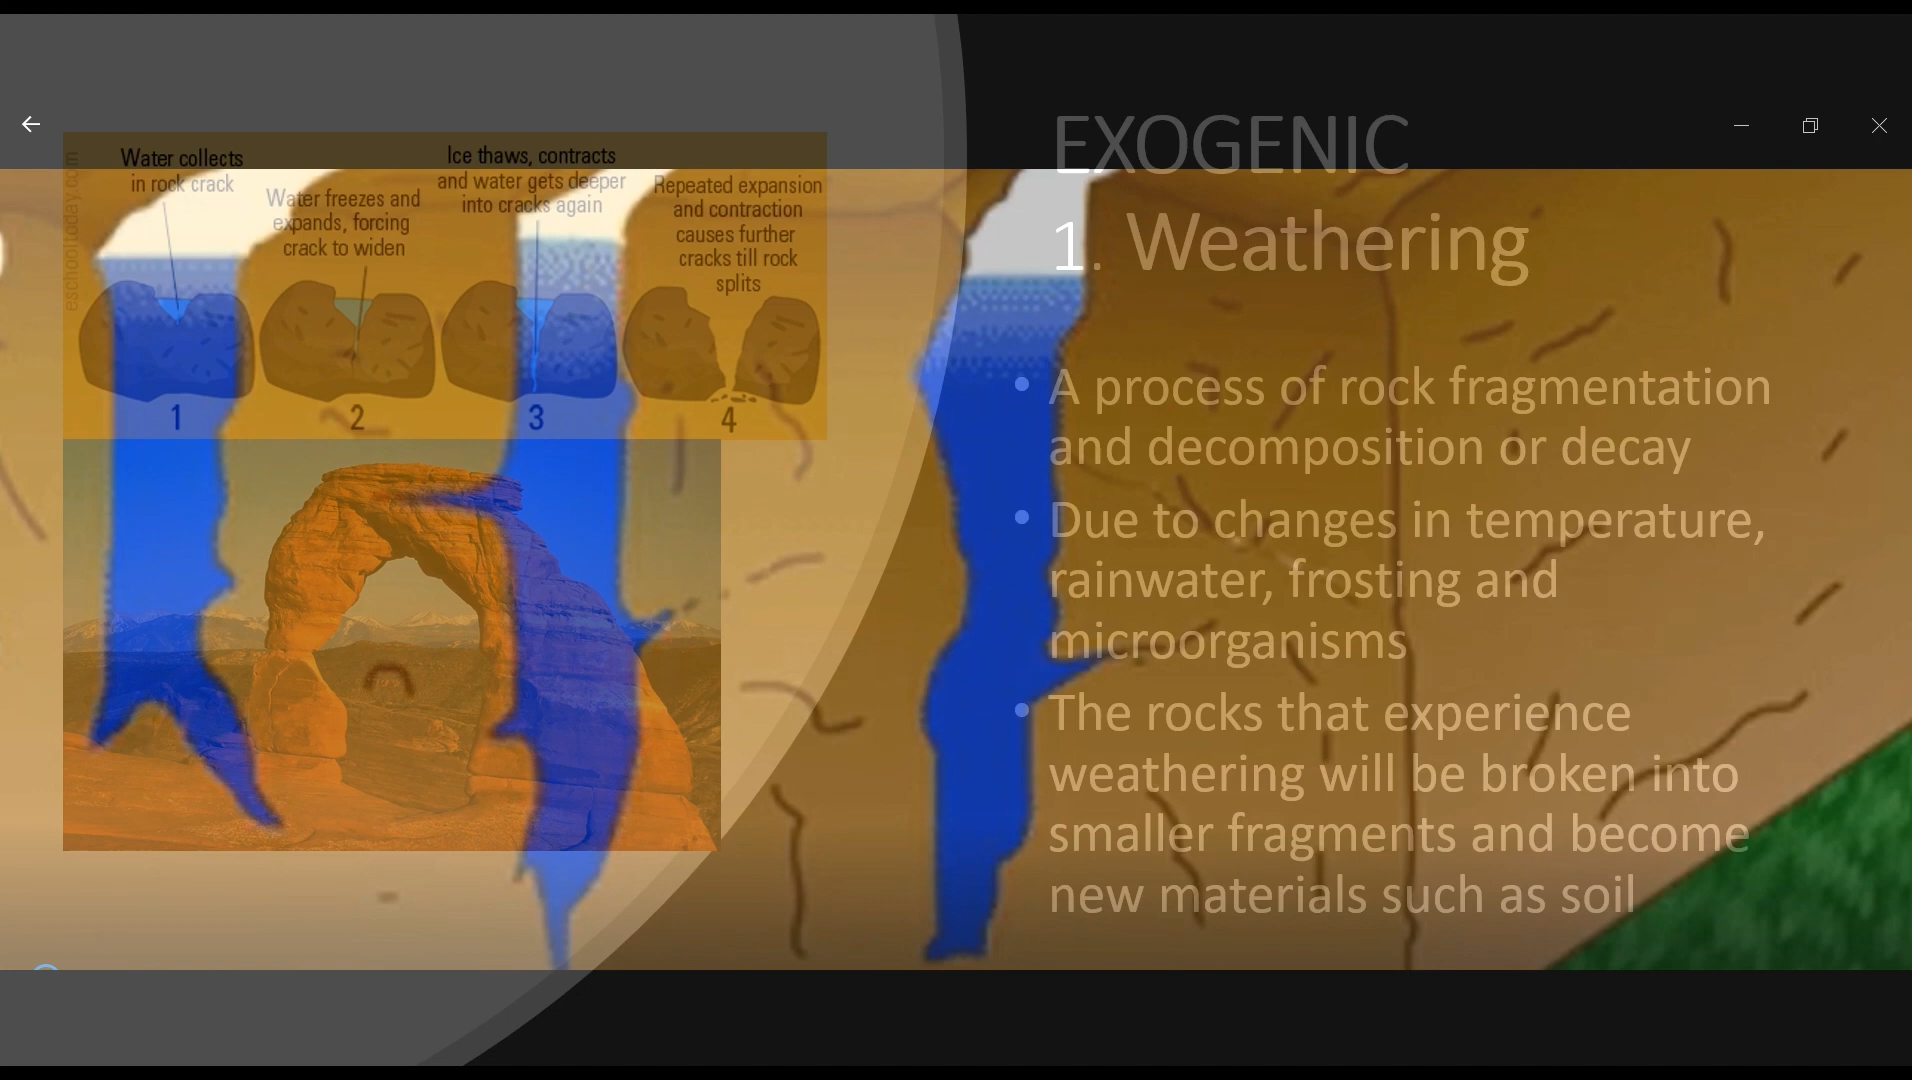 EXOGENIC
1. Weathering
Water collects
in rock crack
Water freezes and
expands, forcing
crack to widen
Ice thaws, contracts
and water gets deeper
into cracks again
Repeated expansion
and contraction
causes further
cracks till rock
splits
1
2
3
4
eschooltoday.com
• A process of rock fragmentation
and decomposition or decay
• Due to changes in temperature,
rainwater, frosting and
microorganisms
• The rocks that experience
weathering will be broken into
smaller fragments and become
new materials such as soil